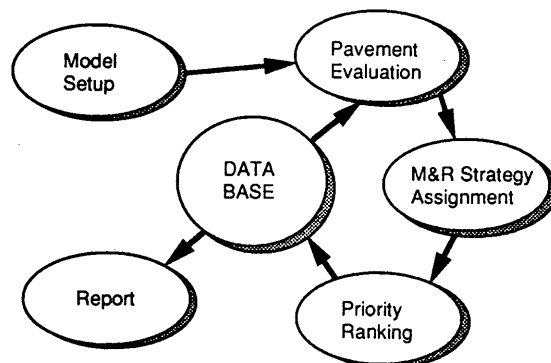 Model
Setup
Pavement
Evaluation
DATA
BASE
M&R Strategy
Assignment
Report
Priority
Ranking